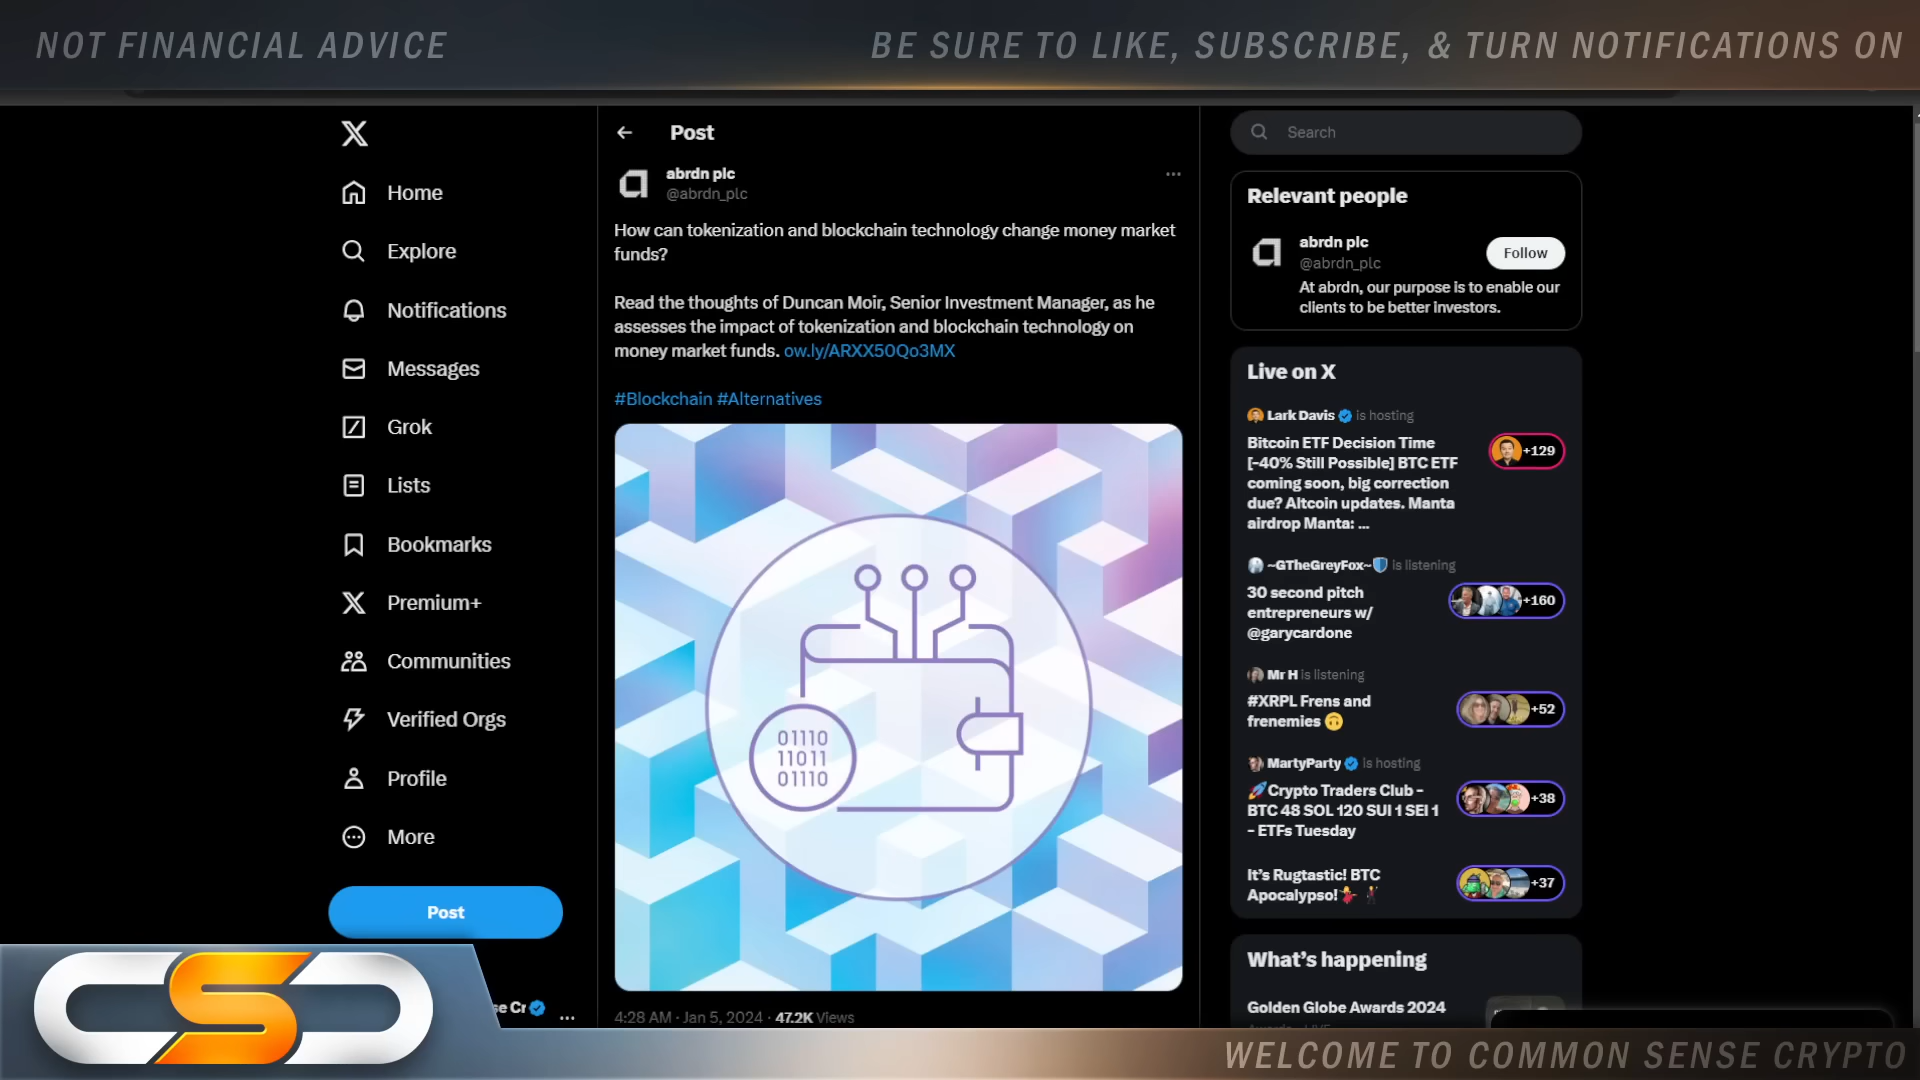 NOT FINANCIAL ADVICE
BE SURE TO LIKE, SUBSCRIBE, & TURN NOTIFICATIONS ON
Home
Explore
Notifications
Messages
Grok
Lists
Bookmarks
Premium+
Communities
Verified Orgs
Profile
More
Post
se Cr
Post
abrdn plc
@abrdn_plc
How can tokenization and blockchain technology change money market
funds?
Read the thoughts of Duncan Moir, Senior Investment Manager, as he
assesses the impact of tokenization and blockchain technology on
money market funds. ow.ly/ARXX50Qo3MX
#Blockchain #Alternatives
01110
11011
01110
4:28 AM · Jan 5, 2024 · 47.2K Views
Search
Relevant people
abrdn plc
@abrdn_plc
Follow
At abrdn, our purpose is to enable our
clients to be better investors.
Live on X
Lark Davis is hosting
Bitcoin ETF Decision Time
[-40% Still Possible] BTC ETF
coming soon, big correction
due? Altcoin updates. Manta
airdrop Manta: ...
+129
~GTheGreyFox~ is listening
30 second pitch
entrepreneurs w/
@garycardone
+160
Mr H is listening
#XRPL Frens and
frenemies 🙃
+52
MartyParty is hosting
🚀Crypto Traders Club -
BTC 48 SOL 120 SUI 1 SEI 1
- ETFs Tuesday
+38
It's Rugtastic! BTC
Apocalypso!💃🕺
+37
What's happening
Golden Globe Awards 2024
CSC
WELCOME TO COMMON SENSE CRYPTO